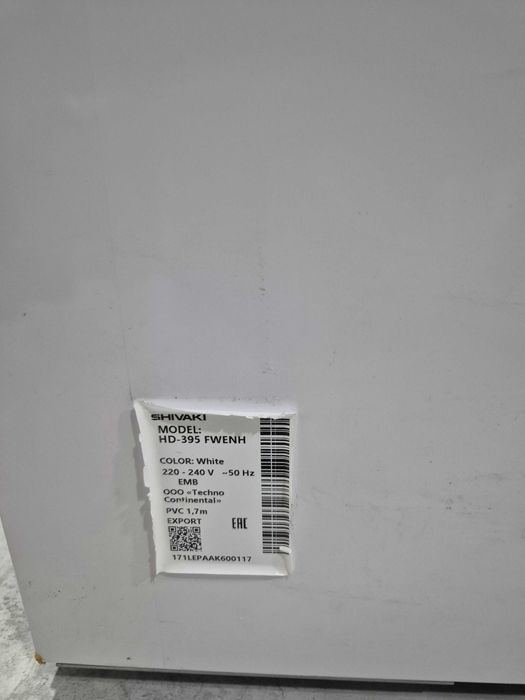 SHIVAKI
MODEL:
HD-395 FWENH
COLOR: White
220 - 240 V ~50 Hz
EMB
OOO «Techno
Continental»
PVC 1,7m
EXPORT
EAC
171LEPAAK600117